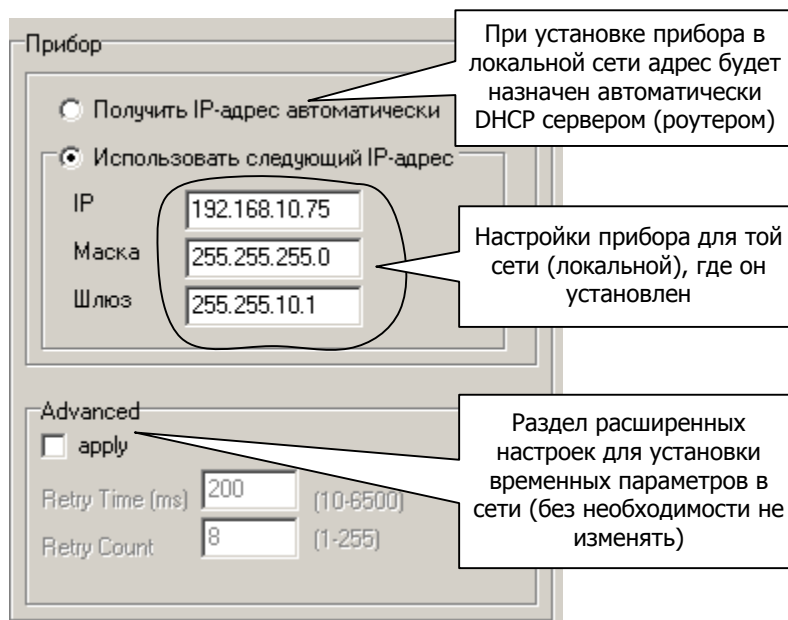 Прибор
Получить IP-адрес автоматически
Использовать следующий IP-адрес
IP
192.168.10.75
Маска
255.255.255.0
Шлюз
255.255.10.1
Advanced
apply
Retry Time (ms)
200
(10-6500)
Retry Count
8
(1-255)
При установке прибора в
локальной сети адрес будет
назначен автоматически
DHCP сервером (роутером)
Настройки прибора для той
сети (локальной), где он
установлен
Раздел расширенных
настроек для установки
временных параметров в
сети (без необходимости не
изменять)